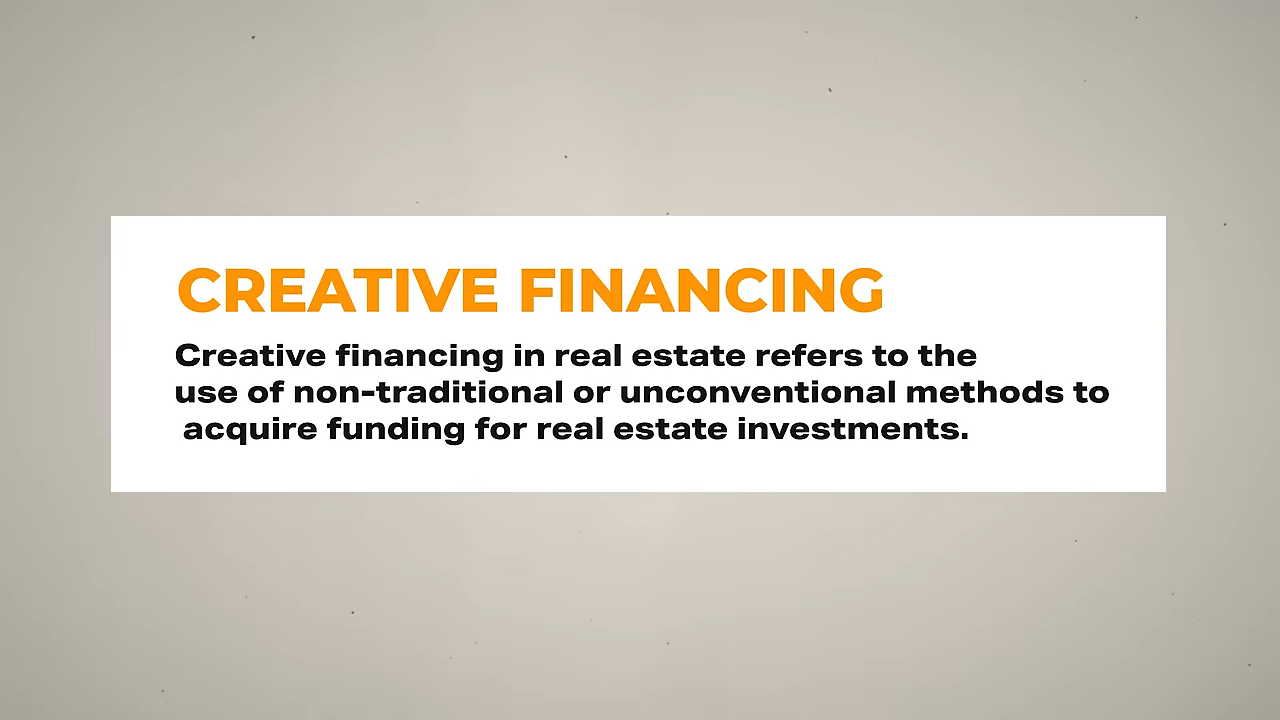 CREATIVE FINANCING
Creative financing in real estate refers to the
use of non-traditional or unconventional methods to
acquire funding for real estate investments.